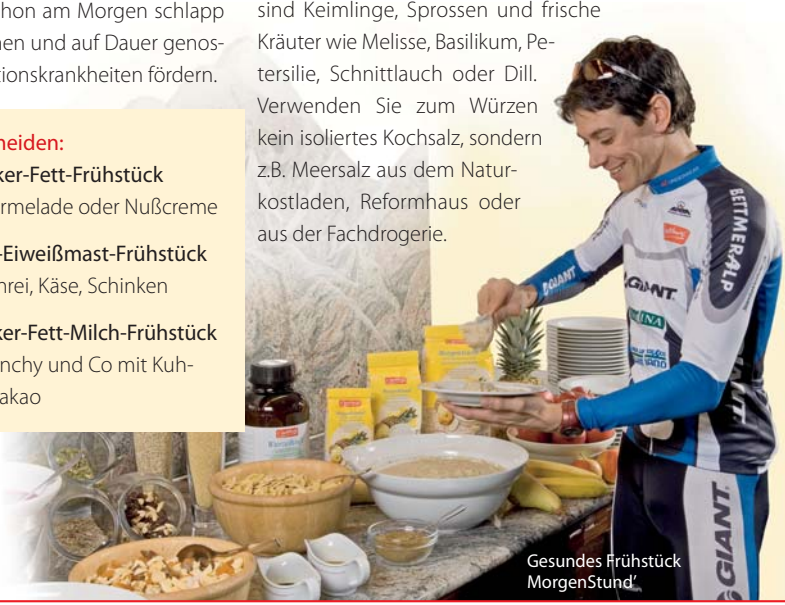 chon am Morgen schlapp
nen und auf Dauer genos-
tionskrankheiten fördern.
neiden:
ker-Fett-Frühstück
rmelade oder Nußcreme
-Eiweißmast-Frühstück
hrei, Käse, Schinken
ker-Fett-Milch-Frühstück
nchy und Co mit Kuh-
akao
sind Keimlinge, Sprossen und frische
Kräuter wie Melisse, Basilikum, Pe-
tersilie, Schnittlauch oder Dill.
Verwenden Sie zum Würzen
kein isoliertes Kochsalz, sondern
z.B. Meersalz aus dem Natur-
kostladen, Reformhaus oder
aus der Fachdrogerie.
BETTMERALP
GIANT
GIANT
GIANT
Gesundes Frühstück
MorgenStund’